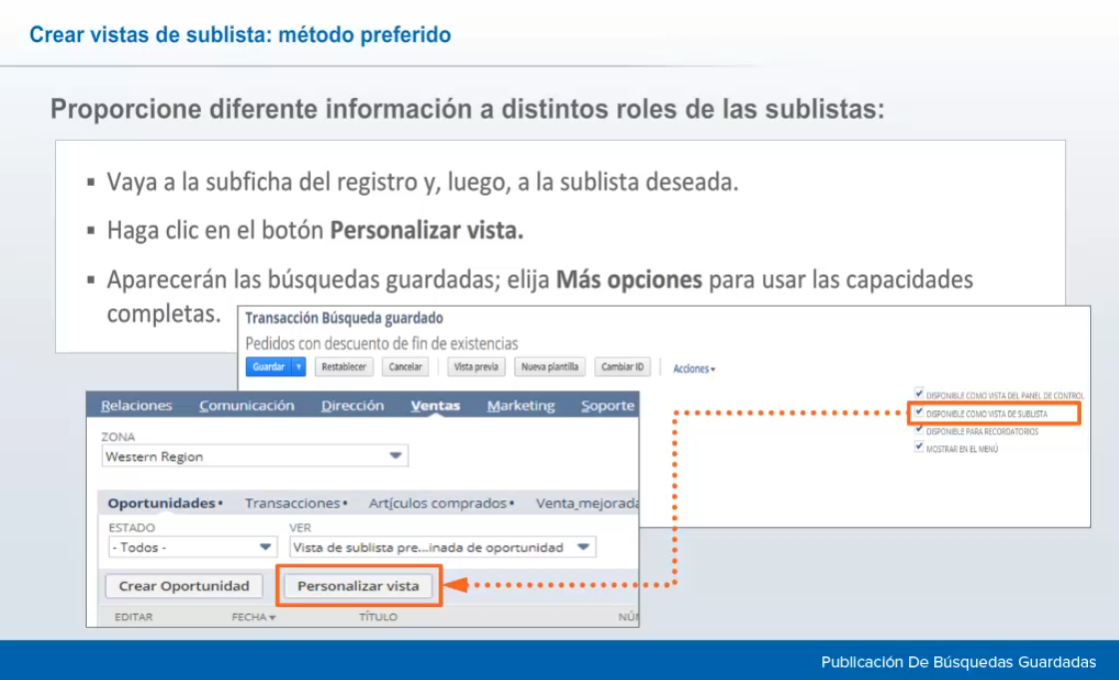 Crear vistas de sublista: método preferido
Proporcione diferente información a distintos roles de las sublistas:
▪ Vaya a la subficha del registro y, luego, a la sublista deseada.
▪ Haga clic en el botón Personalizar vista.
▪ Aparecerán las búsquedas guardadas; elija Más opciones para usar las capacidades
completas.
Transacción Búsqueda guardado
Pedidos con descuento de fin de existencias
Guardar Restablecer Cancelar Vista previa Nueva plantilla Cambiar ID Acciones
DISPONIBLE COMO VISTA DEL PANEL DE CONTROL
DISPONIBLE COMO VISTA DE SUBLISTA
DISPONIBLE PARA RECORDATORIOS
MOSTRAR EN EL MENÚ
Relaciones Comunicación Dirección Ventas Marketing Soporte
ZONA
Western Region
Oportunidades • Transacciones • Artículos comprados • Venta mejorada
ESTADO VER
- Todos - Vista de sublista pre...inada de oportunidad
Crear Oportunidad Personalizar vista
EDITAR FECHA TÍTULO NÚ
Publicación De Búsquedas Guardadas